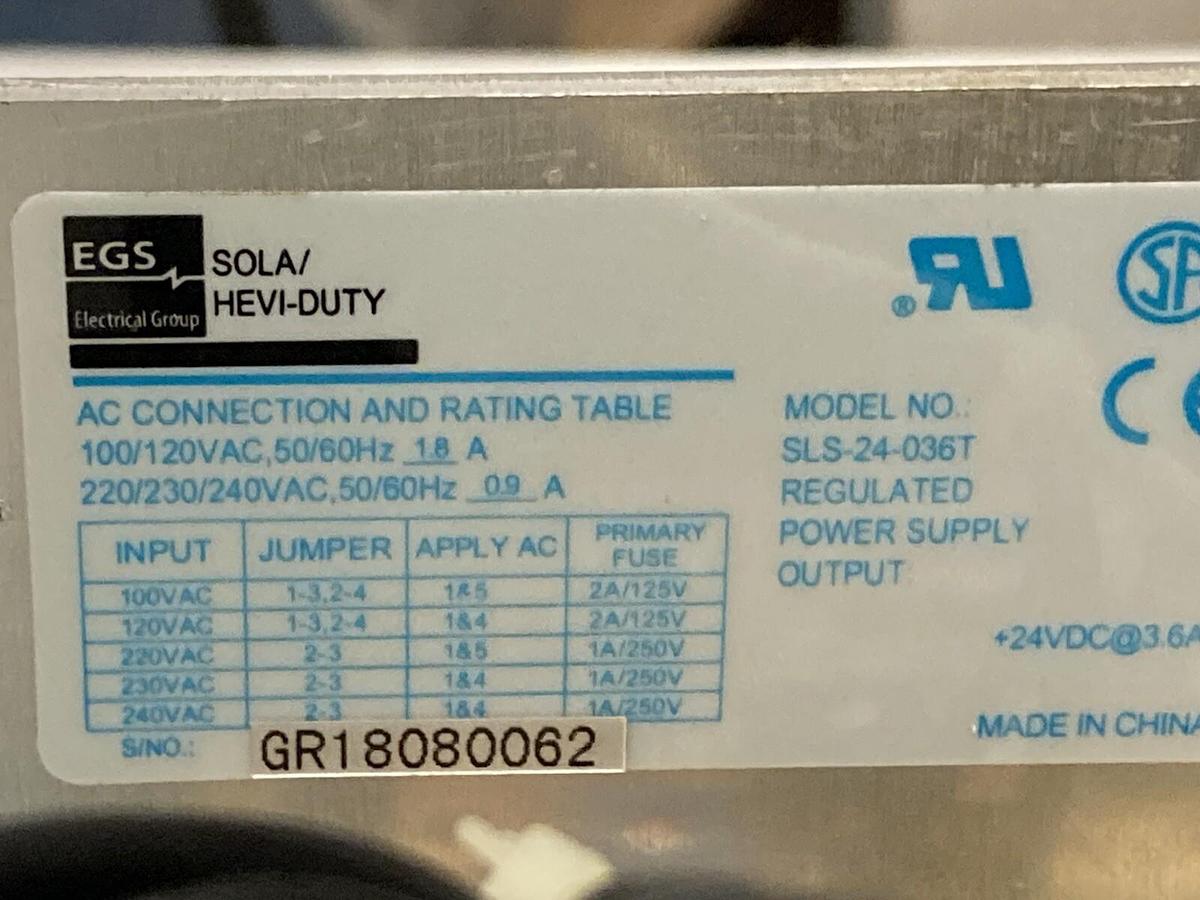 EGS
Electrical Group
SOLA/
HEVI-DUTY
AC CONNECTION AND RATING TABLE
100/120VAC,50/60Hz 1.8 A
220/230/240VAC,50/60Hz 0.9 A
INPUT JUMPER APPLY AC PRIMARY FUSE
100VAC 1-3,2-4 1&5 2A/125V
120VAC 1-3,2-4 1&4 2A/125V
220VAC 2-3 1&5 1A/250V
230VAC 2-3 1&4 1A/250V
240VAC 2-3 1&4 1A/250V
S/NO.: GR18080062
®
MODEL NO.:
SLS-24-036T
REGULATED
POWER SUPPLY
OUTPUT
+24VDC@3.6A
MADE IN CHINA